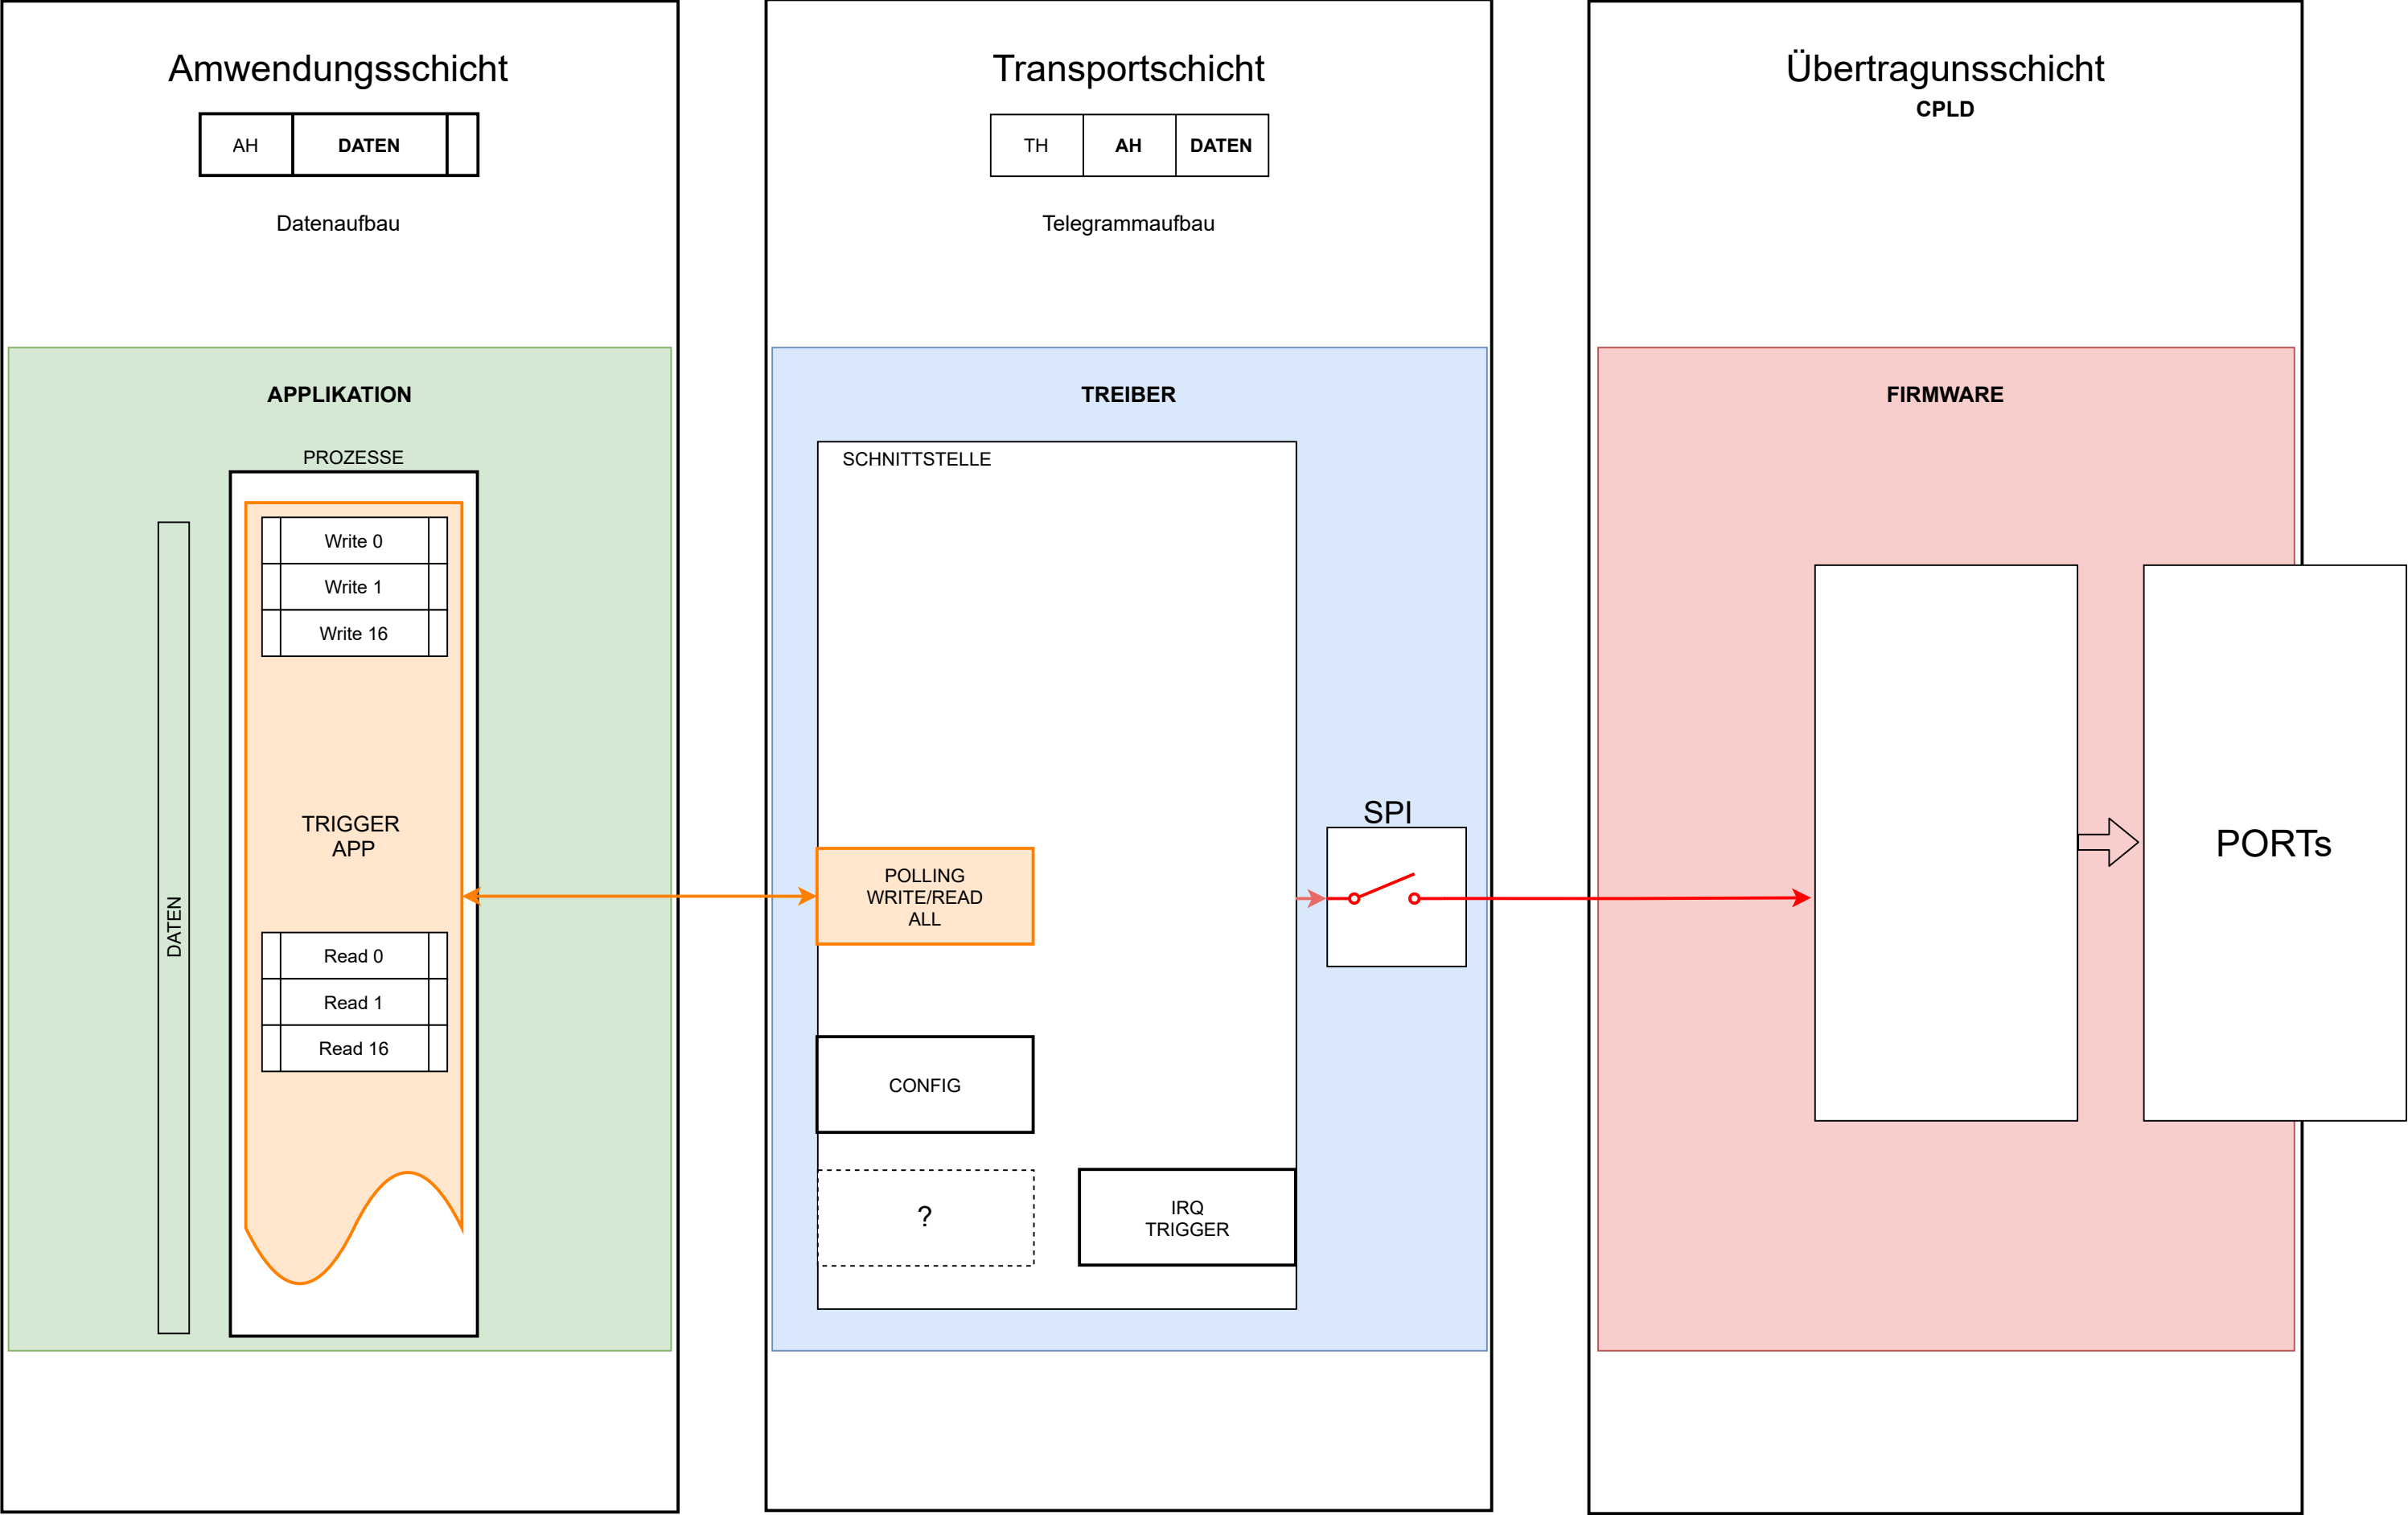 Amwendungsschicht
AH
DATEN
Datenaufbau
APPLIKATION
PROZESSE
DATEN
Write 0
Write 1
Write 16
TRIGGER
APP
Read 0
Read 1
Read 16
Transportschicht
TH
AH
DATEN
Telegrammaufbau
TREIBER
SCHNITTSTELLE
POLLING
WRITE/READ
ALL
CONFIG
?
IRQ
TRIGGER
SPI
Übertragunsschicht
CPLD
FIRMWARE
PORTs